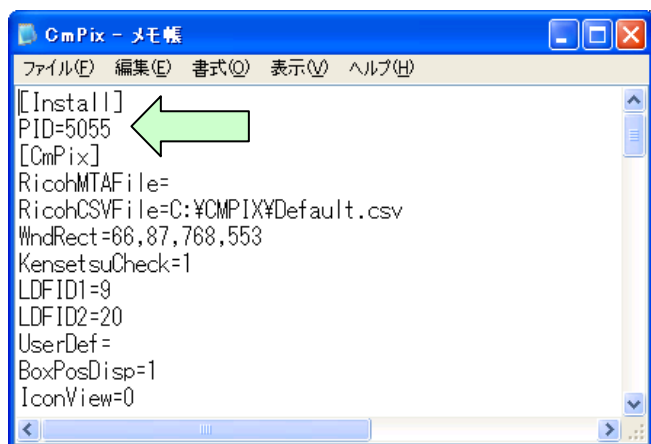 CmPix - メモ帳
ファイル(F) 編集(E) 書式(O) 表示(V) ヘルプ(H)
[Install]
PID=5055
[CmPix]
RicohMTAFile=
RicohCSVFile=C:¥CMPIX¥Default.csv
WndRect=66,87,768,553
KensetsuCheck=1
LDFID1=9
LDFID2=20
UserDef=
BoxPosDisp=1
IconView=0